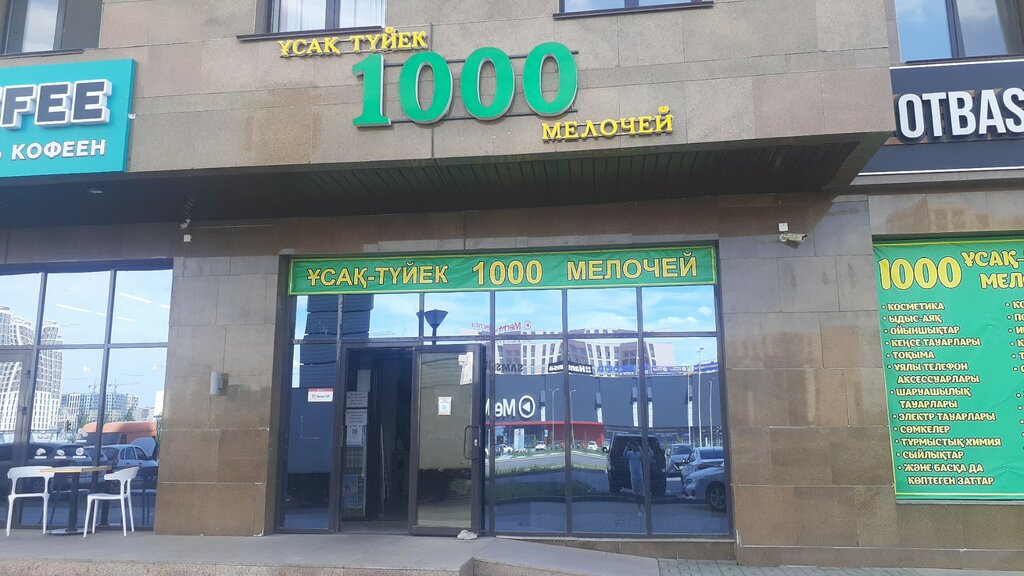 ҰСАҚ-ТҮЙЕК
1000
МЕЛОЧЕЙ
FEE
КОФЕЕН
OTBAS
ҰСАҚ-ТҮЙЕК 1000 МЕЛОЧЕЙ
1000 ҰСАҚ-
МЕЛ
• КОСМЕТИКА
• ЫДЫС-АЯҚ
• ОЙЫНШЫҚТАР
• КЕҢСЕ ТАУАРЛАРЫ
• ТОҚЫМА
• ҰЯЛЫ ТЕЛЕФОН
АКСЕССУАРЛАРЫ
• ШАРУАШЫЛЫҚ
ТАУАРЛАРЫ
• ЭЛЕКТР ТАУАРЛАРЫ
• СӨМКЕЛЕР
• ТҰРМЫСТЫҚ ХИМИЯ
• СЫЙЛЫҚТАР
• ЖӘНЕ БАСҚА ДА
КӨПТЕГЕН ЗАТТАР